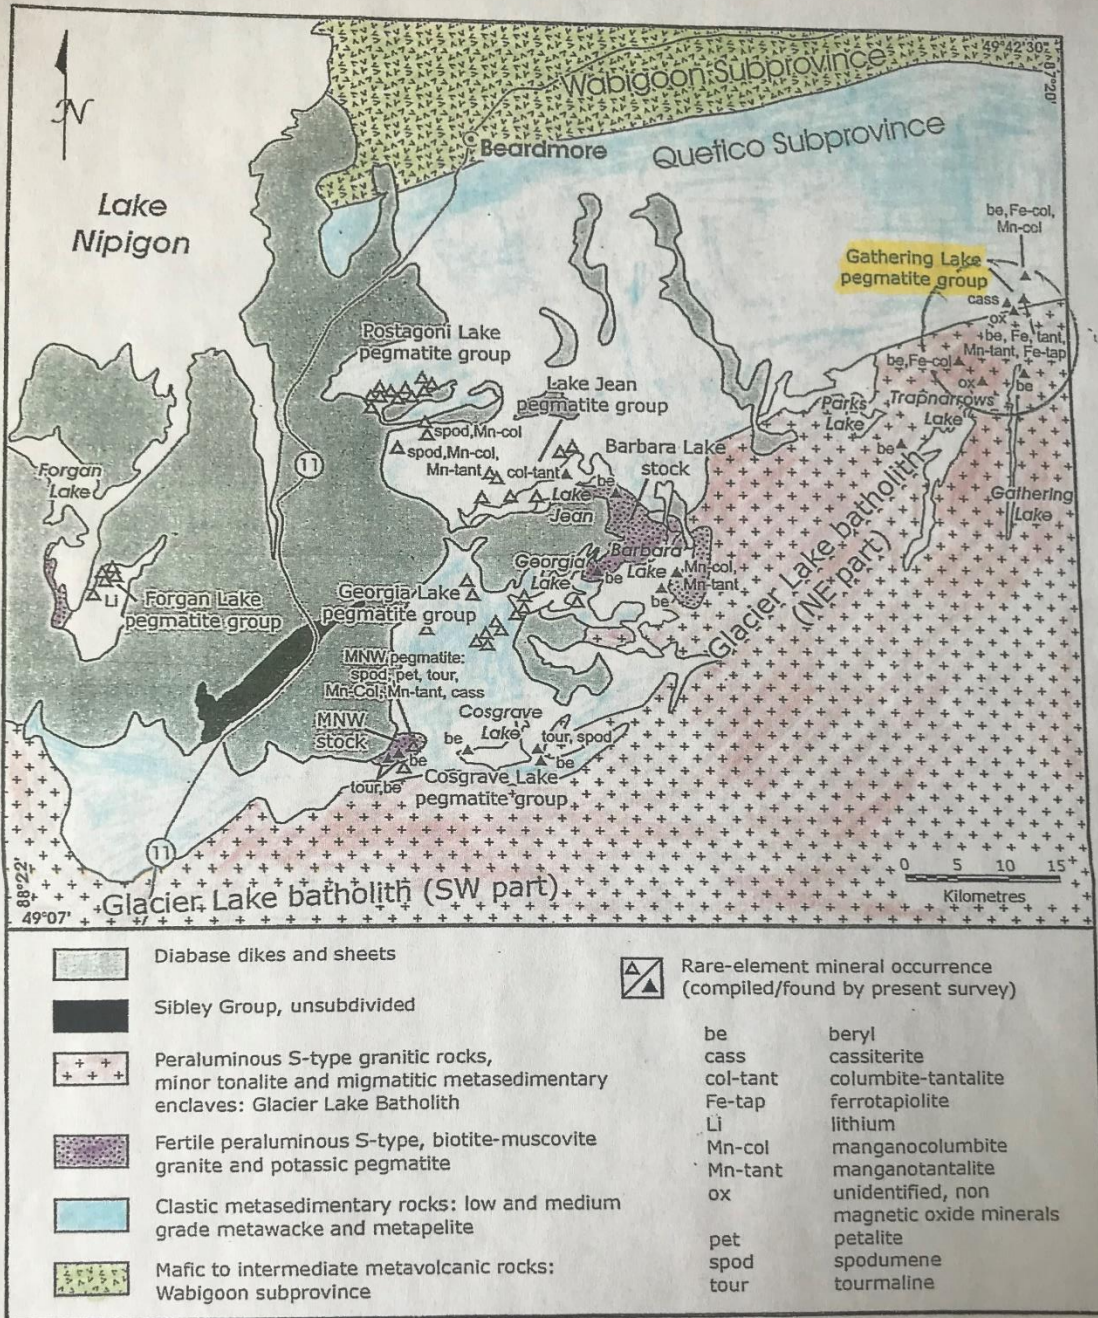 49°42'30"
87°20'
Wabigoon Subprovince
N
Beardmore
Quetico Subprovince
Lake
Nipigon
be, Fe-col,
Mn-col
Gathering Lake
pegmatite group
cass
ox
be, Fe, tant,
Mn-tant, Fe-tap
be, Fe-col
ox
be
Postagoni Lake
pegmatite group
Lake Jean
pegmatite group
Parks
Lake
Trapnarrows
Lake
spod, Mn-col
spod, Mn-col,
Mn-tant
col-tant
Barbara Lake
stock
be
be
11
Forgan
Lake
Lake
Jean
Gathering
Lake
Barbara
Lake
Georgia
Lake
be
Mn-col,
Mn-tant
be
Li
Forgan Lake
pegmatite group
Georgia Lake
pegmatite group
Glacier Lake batholith
(NE part)
MNW pegmatite:
spod, pet, tour,
Mn-Col, Mn-tant, cass
MNW
stock
be
tour, be
Cosgrave
Lake
be
tour, spod
be
Cosgrave Lake
pegmatite group
11
0 5 10 15
Kilometres
88°22'
49°07'
Glacier Lake batholith (SW part)
Diabase dikes and sheets
Sibley Group, unsubdivided
Peraluminous S-type granitic rocks,
minor tonalite and migmatitic metasedimentary
enclaves: Glacier Lake Batholith
Fertile peraluminous S-type, biotite-muscovite
granite and potassic pegmatite
Clastic metasedimentary rocks: low and medium
grade metawacke and metapelite
Mafic to intermediate metavolcanic rocks:
Wabigoon subprovince
Rare-element mineral occurrence
(compiled/found by present survey)
be beryl
cass cassiterite
col-tant columbite-tantalite
Fe-tap ferrotapiolite
Li lithium
Mn-col manganocolumbite
Mn-tant manganotantalite
ox unidentified, non
magnetic oxide minerals
pet petalite
spod spodumene
tour tourmaline